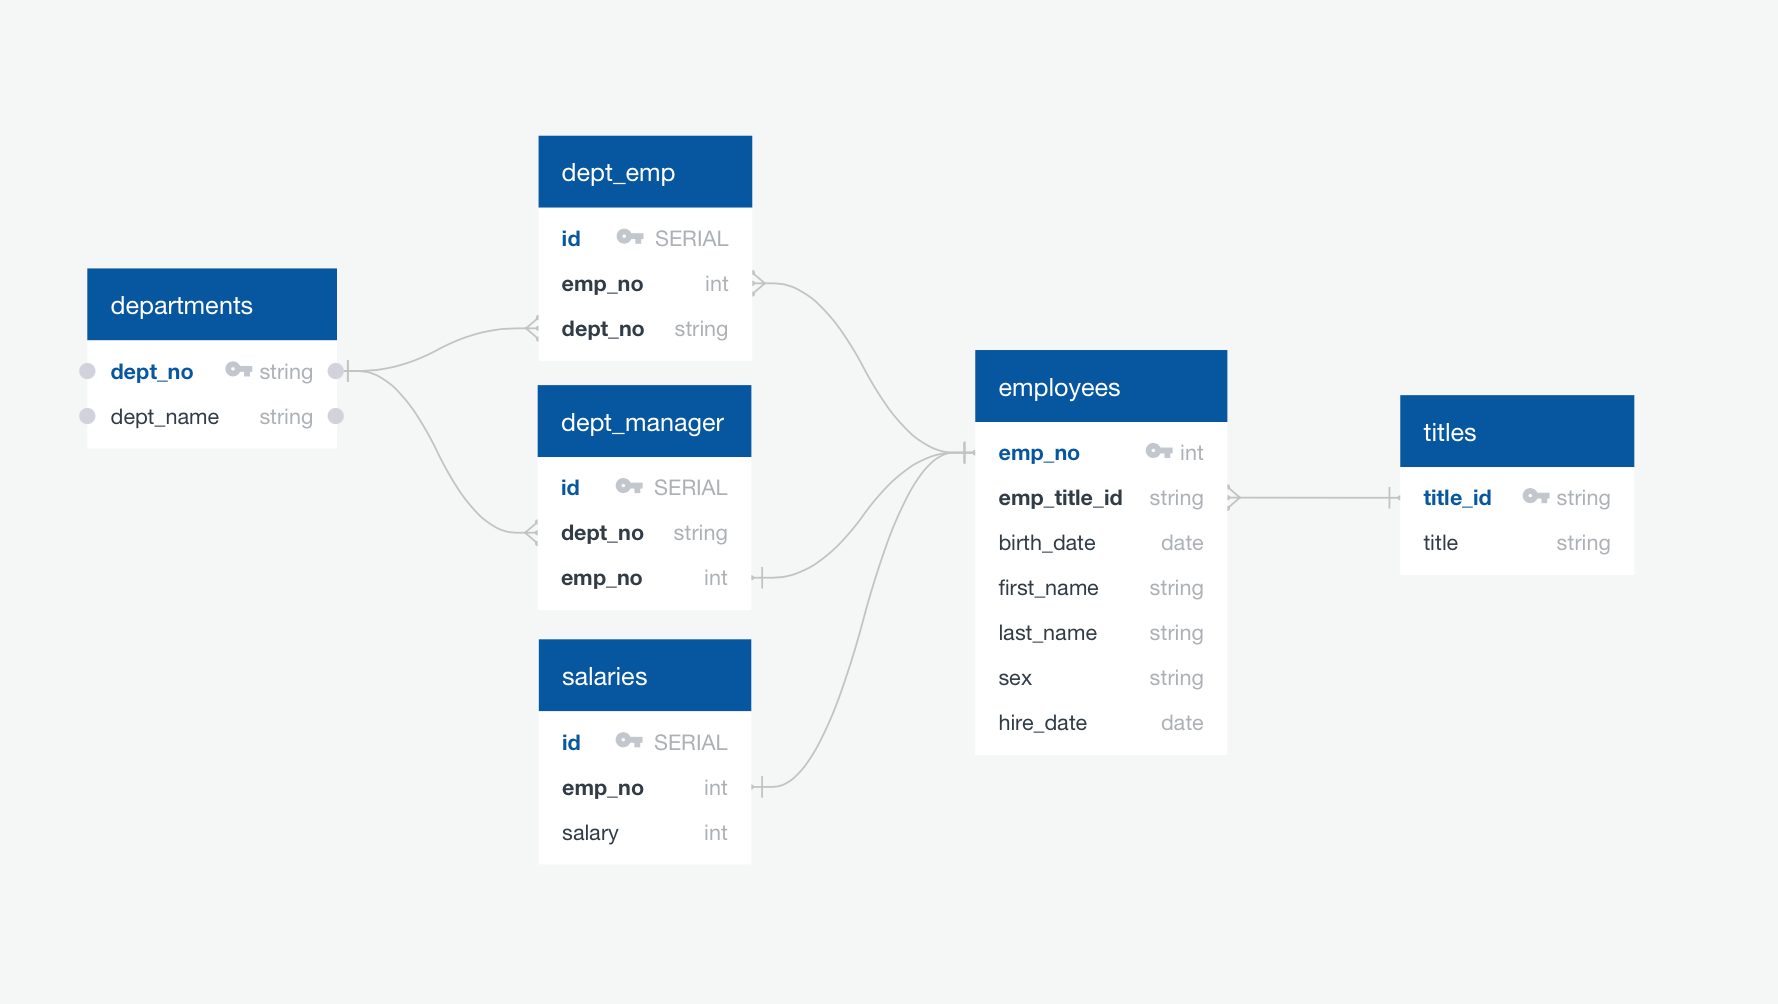 departments
dept_no string
dept_name string
dept_emp
id SERIAL
emp_no int
dept_no string
dept_manager
id SERIAL
dept_no string
emp_no int
salaries
id SERIAL
emp_no int
salary int
employees
emp_no int
emp_title_id string
birth_date date
first_name string
last_name string
sex string
hire_date date
titles
title_id string
title string